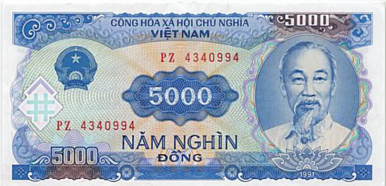 CỘNG HÒA XÃ HỘI CHỦ NGHĨA
VIỆT NAM
5000
PZ 4340994
5000
PZ 4340994
NĂM NGHÌN
ĐỒNG
5000
1991